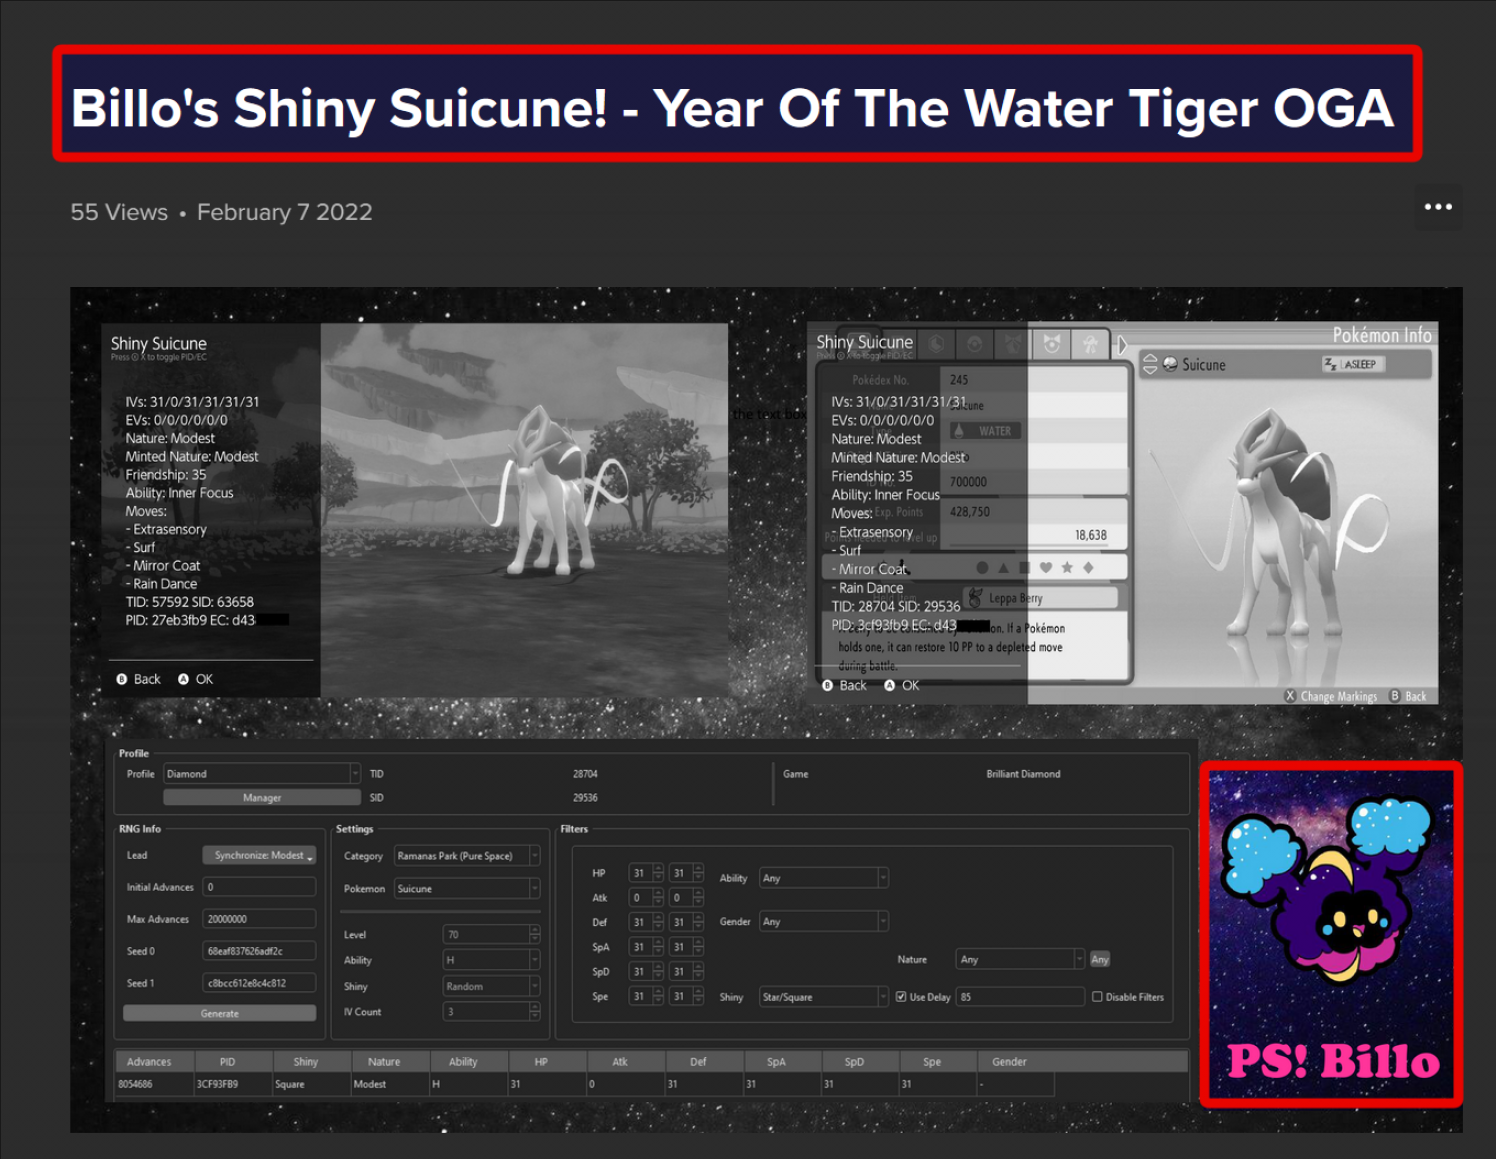 Billo's Shiny Suicune! - Year Of The Water Tiger OGA
55 Views • February 7 2022
Shiny Suicune
Press Ⓧ X to toggle PID/EC
IVs: 31/0/31/31/31/31
EVs: 0/0/0/0/0/0
Nature: Modest
Minted Nature: Modest
Friendship: 35
Ability: Inner Focus
Moves:
- Extrasensory
- Surf
- Mirror Coat
- Rain Dance
TID: 57592 SID: 63658
PID: 27eb3fb9 EC: d43
B Back A OK
the text box
Pokémon Info
Shiny Suicune
Suicune
ASLEEP
Pokédex No. 245
IVs: 31/0/31/31/31/31
Suicune
EVs: 0/0/0/0/0/0
Type WATER
Nature: Modest
Minted Nature: Modest
Friendship: 35
700000
Ability: Inner Focus
Moves:
Exp. Points 428,750
- Extrasensory
Points needed to level up 18,638
- Surf
- Mirror Coat
- Rain Dance
Leppa Berry
TID: 28704 SID: 29536
PID: 3cf93fb9 EC: d43
on. If a Pokémon
holds one, it can restore 10 PP to a depleted move
during battle.
B Back A OK
X Change Markings B Back
Profile
Profile Diamond TID 28704 Game Brilliant Diamond
Manager SID 29536
RNG Info
Lead Synchronize: Modest
Initial Advances 0
Max Advances 20000000
Seed 0 68eaf837626adf2c
Seed 1 c8bcc612e8c4c812
Generate
Settings
Category Ramanas Park (Pure Space)
Pokemon Suicune
Level 70
Ability H
Shiny Random
IV Count 3
Filters
HP 31 31 Ability Any
Atk 0 0
Def 31 31 Gender Any
SpA 31 31
Nature Any Any
SpD 31 31
Spe 31 31 Shiny Star/Square Use Delay 85 Disable Filters
Advances PID Shiny Nature Ability HP Atk Def SpA SpD Spe Gender
8054686 3CF93FB9 Square Modest H 31 0 31 31 31 31 -
PS! Billo